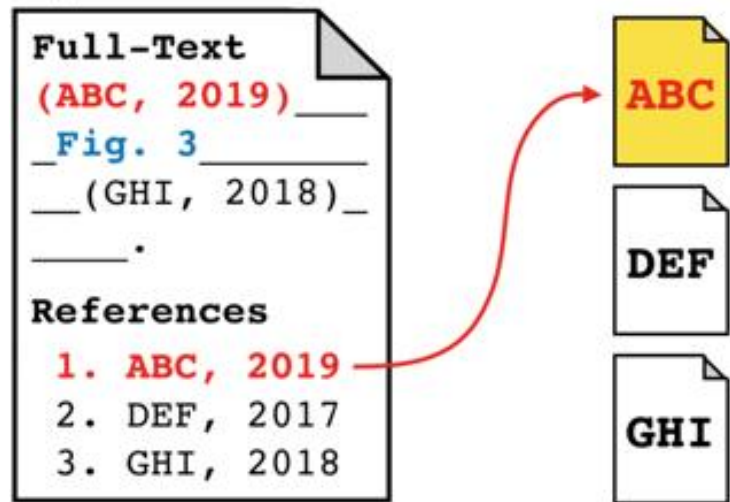 Full-Text
(ABC, 2019)___
_Fig. 3_______
__(GHI, 2018)_
____.
References
1. ABC, 2019
2. DEF, 2017
3. GHI, 2018
ABC
DEF
GHI